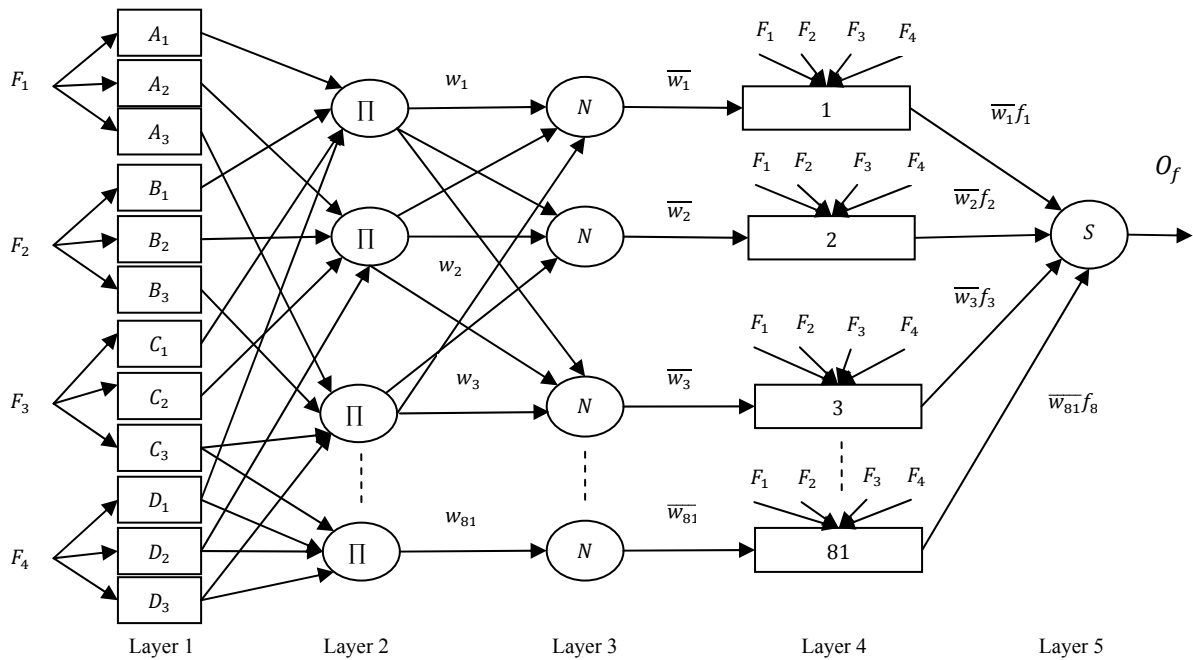 F₁
F₂
F₃
F₄
A₁
A₂
A₃
B₁
B₂
B₃
C₁
C₂
C₃
D₁
D₂
D₃
∏
∏
∏
∏
w₁
w₂
w₃
w₈₁
N
N
N
N
w̅₁
w̅₂
w̅₃
w̅₈₁
F₁ F₂ F₃ F₄
1
F₁ F₂ F₃ F₄
2
F₁ F₂ F₃ F₄
3
F₁ F₂ F₃ F₄
81
w̅₁f₁
w̅₂f₂
w̅₃f₃
w̅₈₁f₈
S
O_f
Layer 1 Layer 2 Layer 3 Layer 4 Layer 5